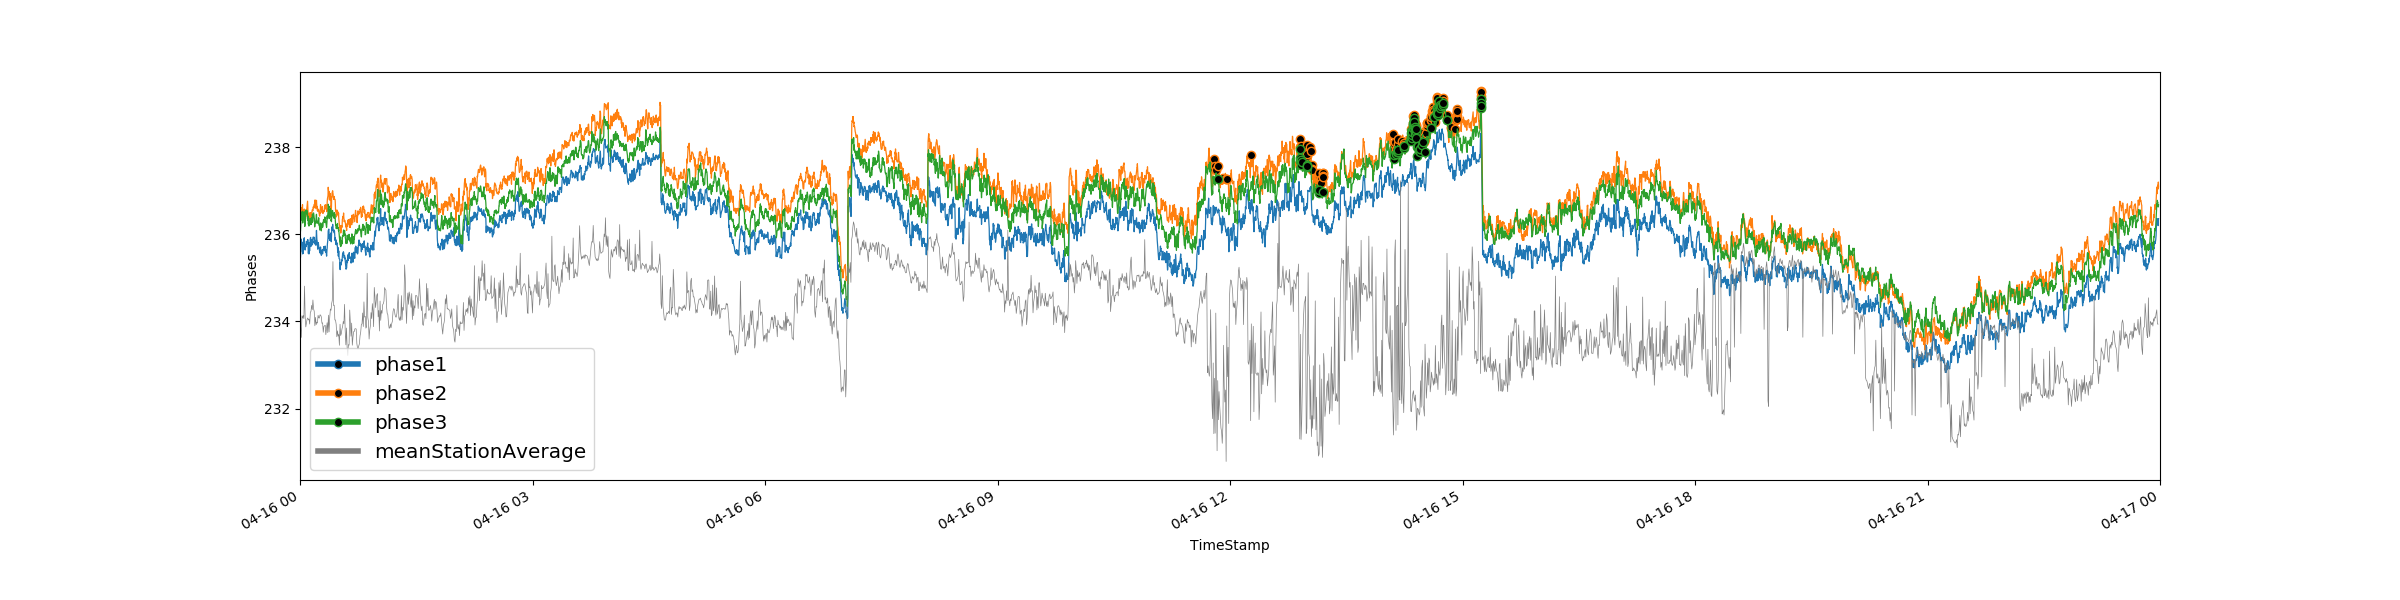 238
236
234
232
Phases
phase1
phase2
phase3
meanStationAverage
04-16 00
04-16 03
04-16 06
04-16 09
04-16 12
04-16 15
04-16 18
04-16 21
04-17 00
TimeStamp